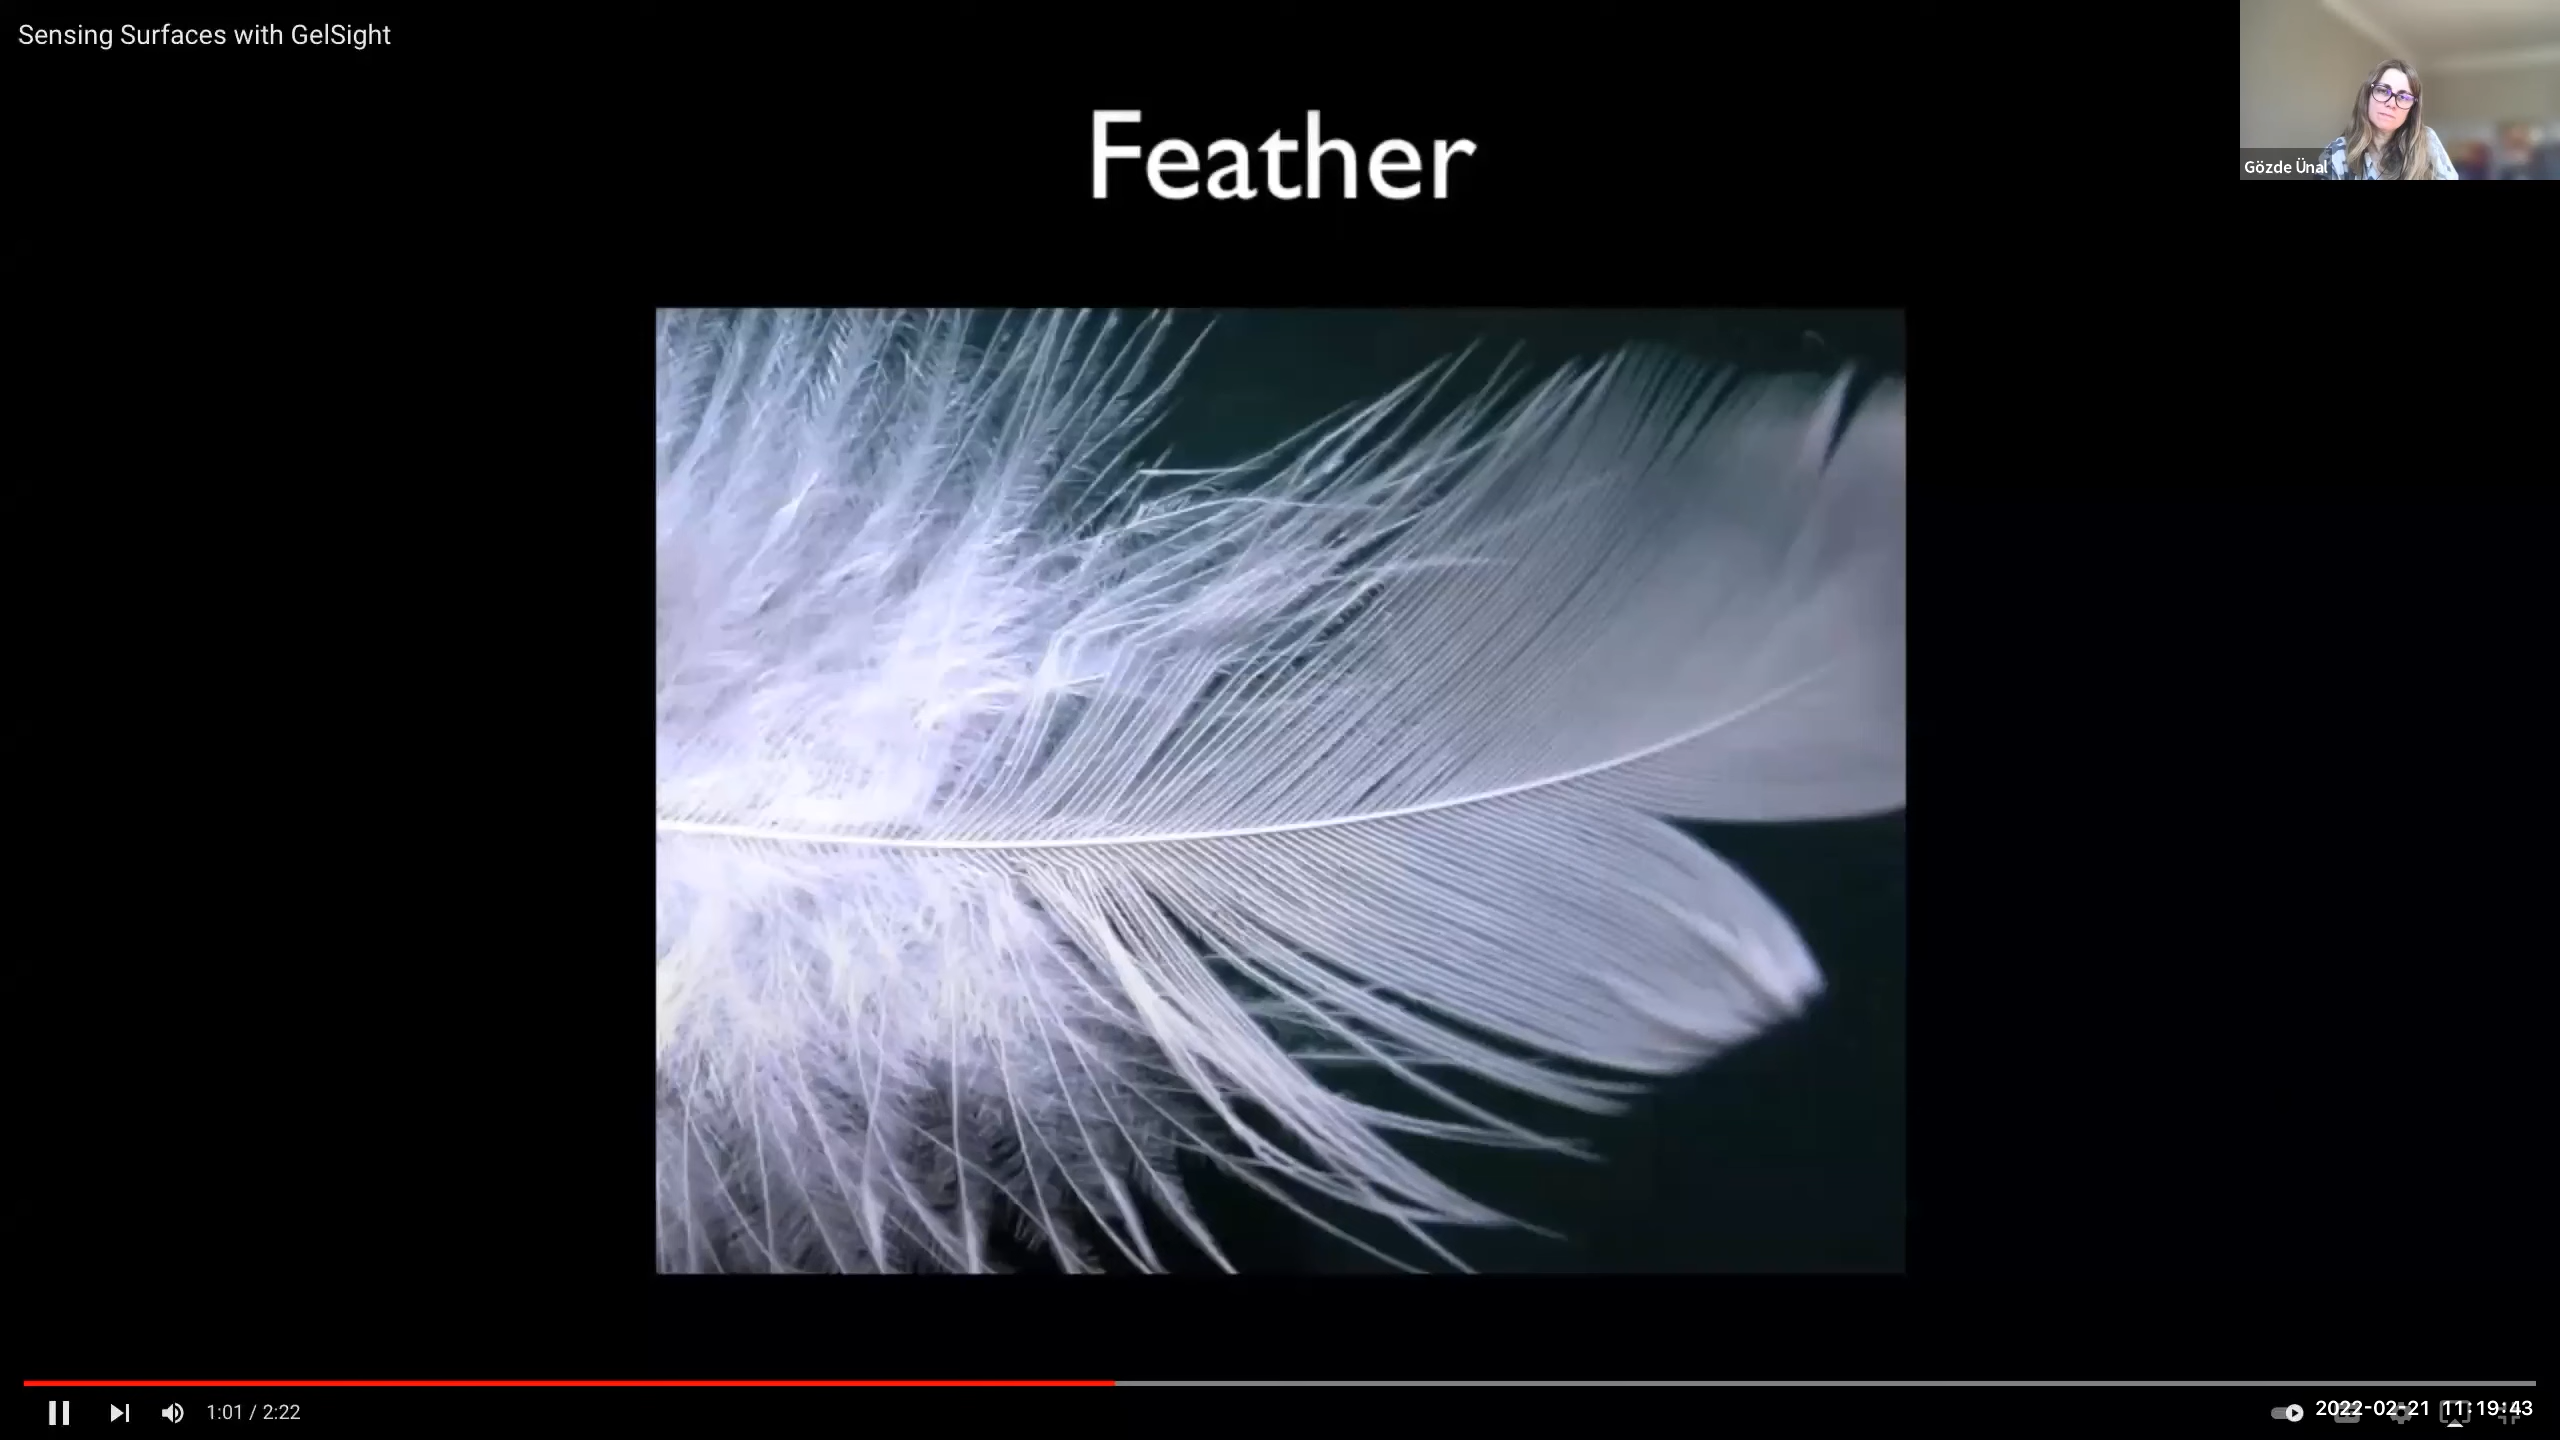 Sensing Surfaces with GelSight
Feather
Gözde Ünal
1:01 / 2:22
2022-02-21 11:19:43